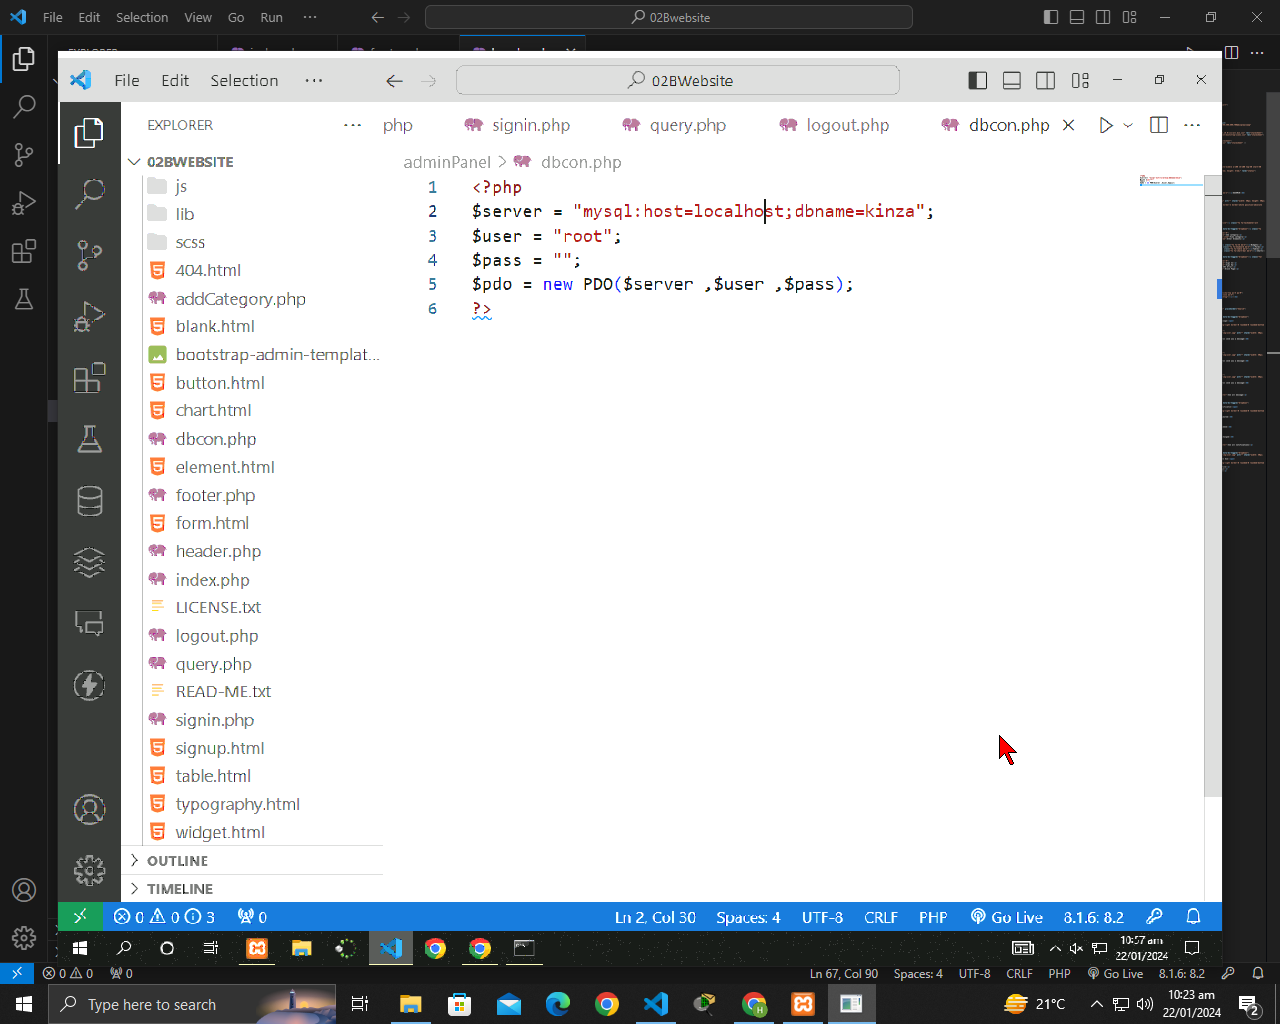 File Edit Selection View Go Run ··· 02Bwebsite
File Edit Selection ··· 02BWebsite
EXPLORER ··· php signin.php query.php logout.php dbcon.php
02BWEBSITE
adminPanel > dbcon.php
js
lib
scss
404.html
addCategory.php
blank.html
bootstrap-admin-templat...
button.html
chart.html
dbcon.php
element.html
footer.php
form.html
header.php
index.php
LICENSE.txt
logout.php
query.php
READ-ME.txt
signin.php
signup.html
table.html
typography.html
widget.html
OUTLINE
TIMELINE
1 <?php
2 $server = "mysql:host=localhost;dbname=kinza";
3 $user = "root";
4 $pass = "";
5 $pdo = new PDO($server ,$user ,$pass);
6 ?>
0 0 3 0 Ln 2, Col 30 Spaces: 4 UTF-8 CRLF PHP Go Live 8.1.6: 8.2
10:57 am
22/01/2024
0 0 0 Ln 67, Col 90 Spaces: 4 UTF-8 CRLF PHP Go Live 8.1.6: 8.2
Type here to search 21°C 10:23 am
22/01/2024 2